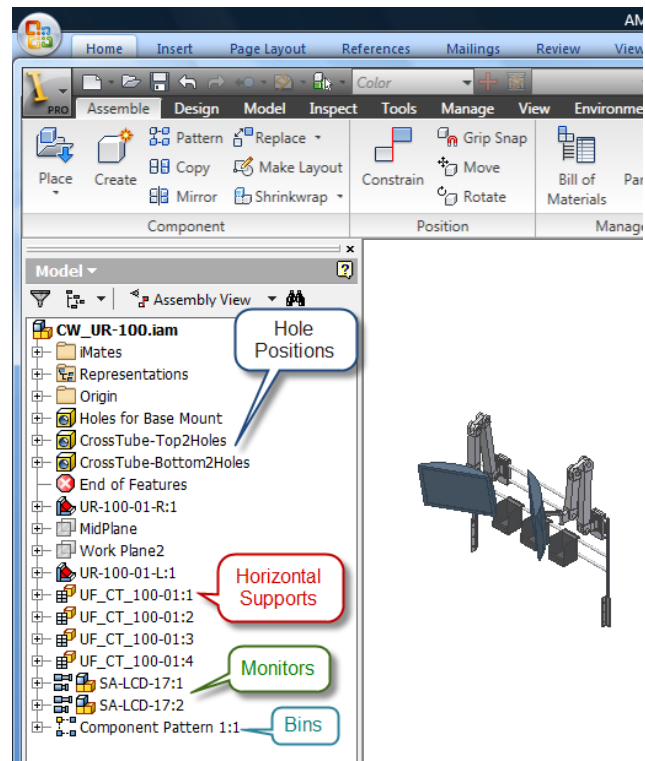 AM
Home Insert Page Layout References Mailings Review View
Color
PRO Assemble Design Model Inspect Tools Manage View Environme
Pattern Replace Grip Snap
Copy Make Layout Move
Place Create Constrain Bill of Par
Mirror Shrinkwrap Rotate Materials
Component Position Manag
x
Model ?
Assembly View
CW_UR-100.iam
Hole
Positions
iMates
Representations
Origin
Holes for Base Mount
CrossTube-Top2Holes
CrossTube-Bottom2Holes
End of Features
UR-100-01-R:1
MidPlane
Work Plane2
UR-100-01-L:1
Horizontal
Supports
UF_CT_100-01:1
UF_CT_100-01:2
UF_CT_100-01:3
UF_CT_100-01:4
Monitors
SA-LCD-17:1
SA-LCD-17:2
Component Pattern 1:1 Bins